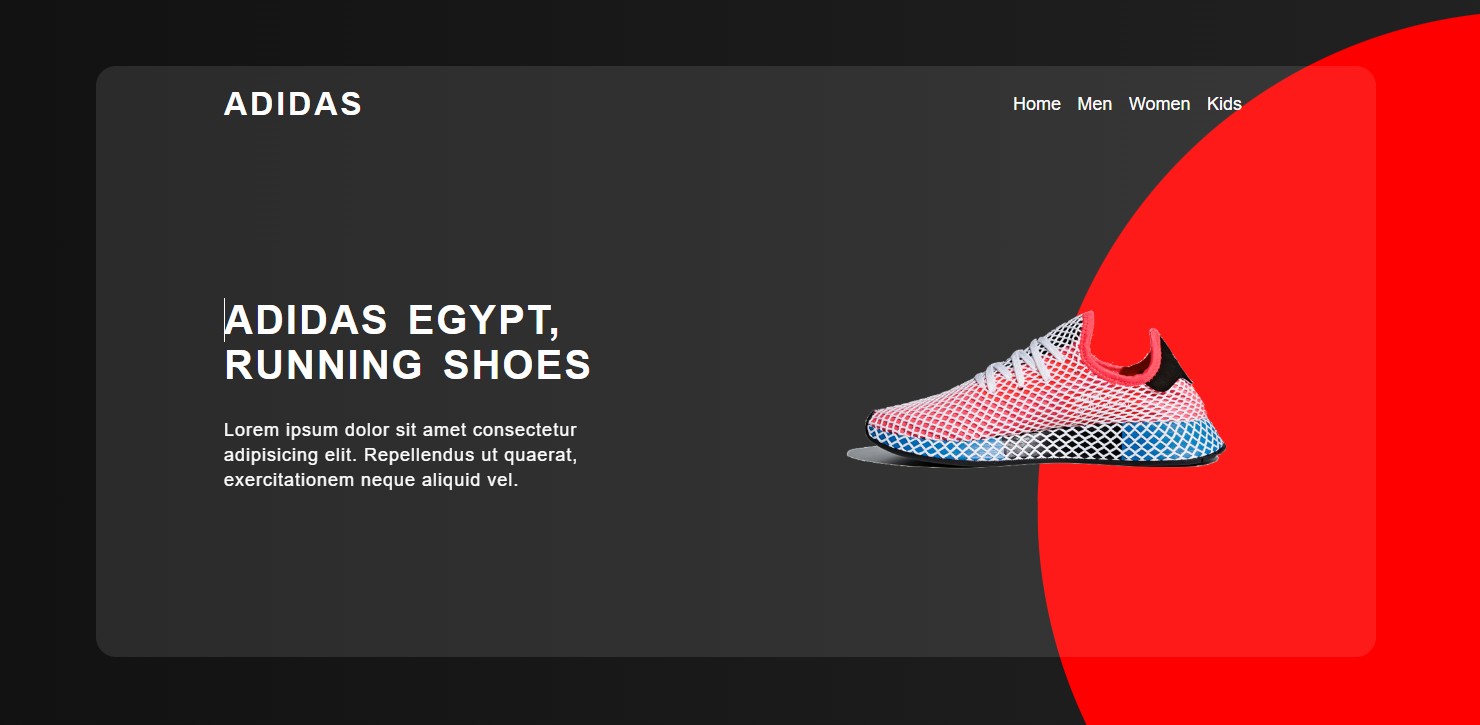 ADIDAS
Home Men Women Kids
ADIDAS EGYPT,
RUNNING SHOES
Lorem ipsum dolor sit amet consectetur
adipisicing elit. Repellendus ut quaerat,
exercitationem neque aliquid vel.